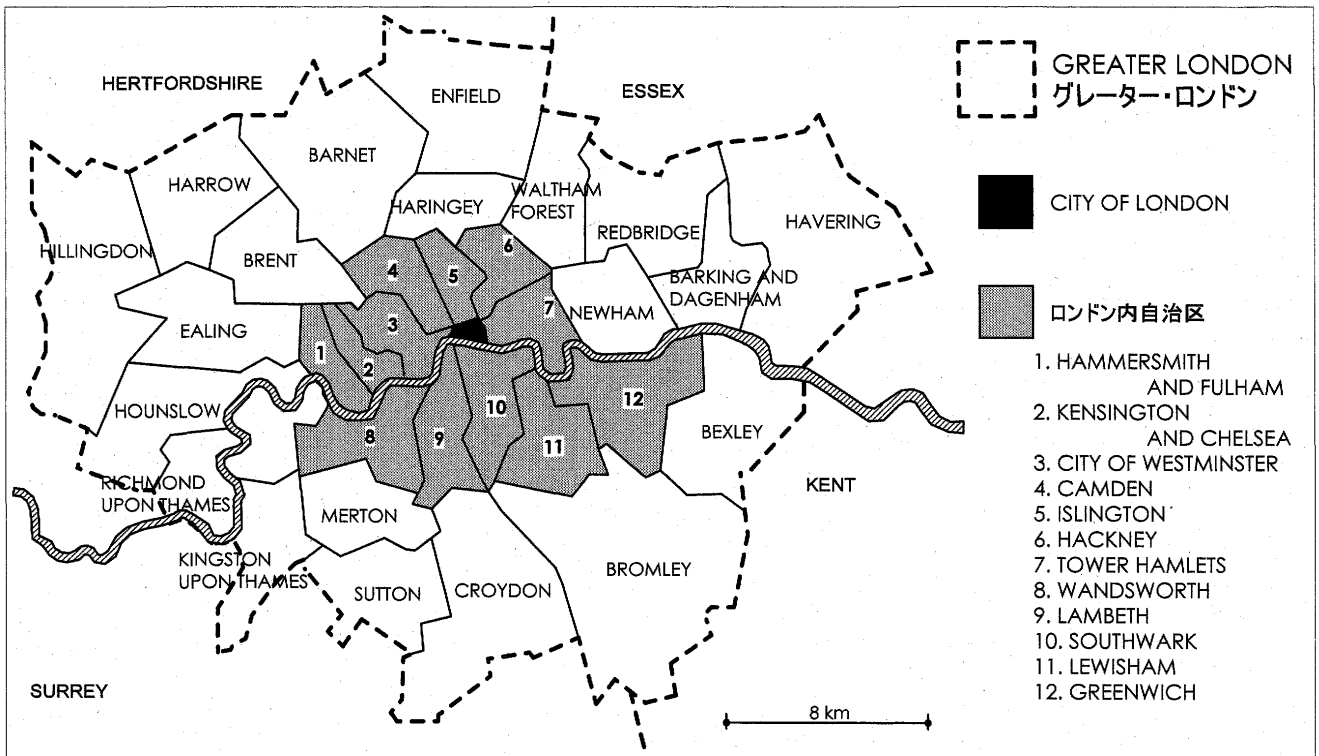 HERTFORDSHIRE
ENFIELD
ESSEX
BARNET
HARROW
HARINGEY
WALTHAM
FOREST
REDBRIDGE
HAVERING
HILLINGDON
BRENT
BARKING AND
DAGENHAM
NEWHAM
EALING
HOUNSLOW
RICHMOND
UPON THAMES
KINGSTON
UPON THAMES
MERTON
SUTTON
CROYDON
BROMLEY
BEXLEY
KENT
SURREY
1
2
3
4
5
6
7
8
9
10
11
12
8 km
GREATER LONDON
グレーター・ロンドン
CITY OF LONDON
ロンドン内自治区
1. HAMMERSMITH
AND FULHAM
2. KENSINGTON
AND CHELSEA
3. CITY OF WESTMINSTER
4. CAMDEN
5. ISLINGTON
6. HACKNEY
7. TOWER HAMLETS
8. WANDSWORTH
9. LAMBETH
10. SOUTHWARK
11. LEWISHAM
12. GREENWICH